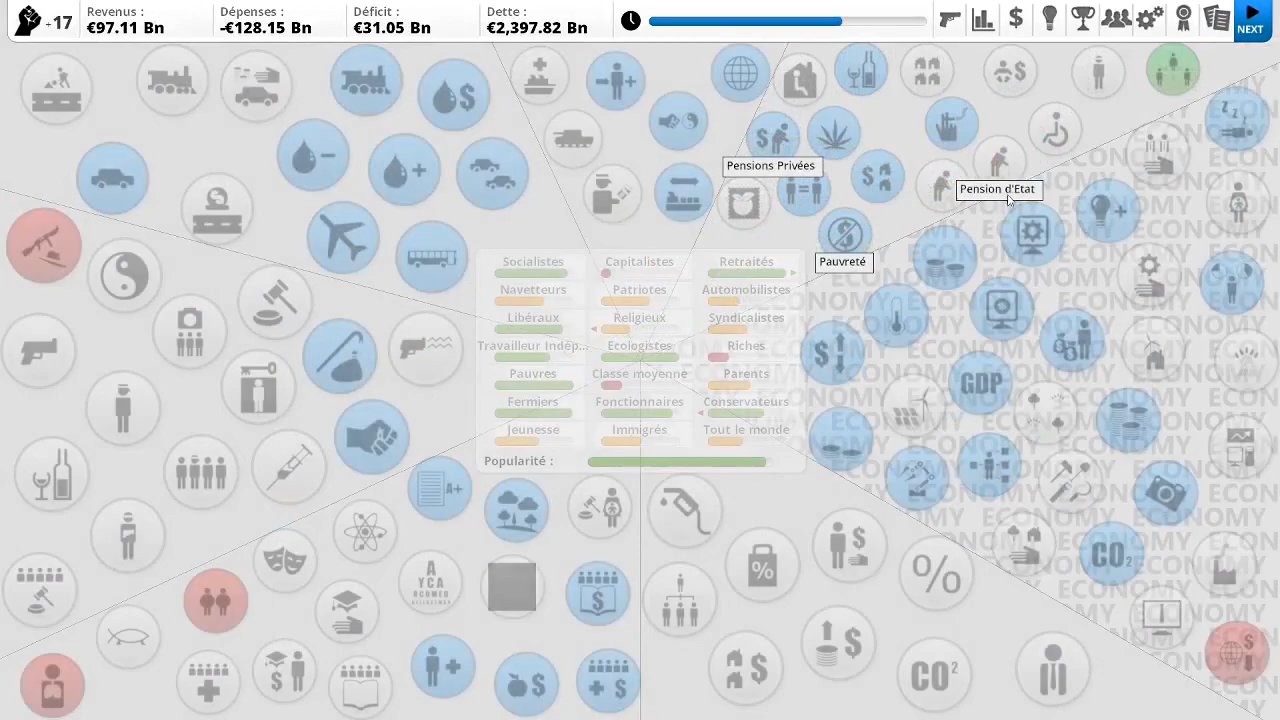 +17
Revenus :
€97.11 Bn
Dépenses :
-€128.15 Bn
Déficit :
€31.05 Bn
Dette :
€2,397.82 Bn
NEXT
Pensions Privées
Pension d'Etat
Pauvreté
Socialistes
Capitalistes
Retraités
Navetteurs
Patriotes
Automobilistes
Libéraux
Religieux
Syndicalistes
Travailleur Indép...
Ecologistes
Riches
Pauvres
Classe moyenne
Parents
Fermiers
Fonctionnaires
Conservateurs
Jeunesse
Immigrés
Tout le monde
Popularité :
GDP
A+
CO2
CO²
%
ECONOMY